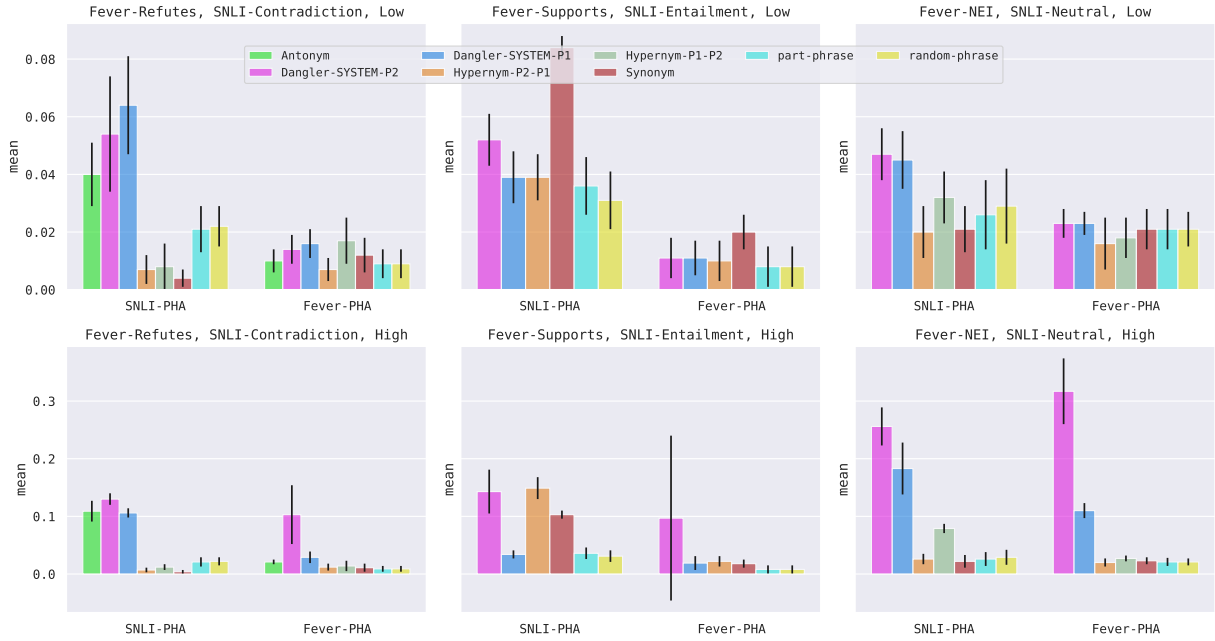 Fever-Refutes, SNLI-Contradiction, Low
Fever-Supports, SNLI-Entailment, Low
Fever-NEI, SNLI-Neutral, Low
Antonym
Dangler-SYSTEM-P2
Dangler-SYSTEM-P1
Hypernym-P2-P1
Hypernym-P1-P2
Synonym
part-phrase
random-phrase
mean
0.08
0.06
0.04
0.02
0.00
SNLI-PHA
Fever-PHA
mean
SNLI-PHA
Fever-PHA
mean
SNLI-PHA
Fever-PHA
Fever-Refutes, SNLI-Contradiction, High
Fever-Supports, SNLI-Entailment, High
Fever-NEI, SNLI-Neutral, High
mean
0.3
0.2
0.1
0.0
SNLI-PHA
Fever-PHA
mean
SNLI-PHA
Fever-PHA
mean
SNLI-PHA
Fever-PHA